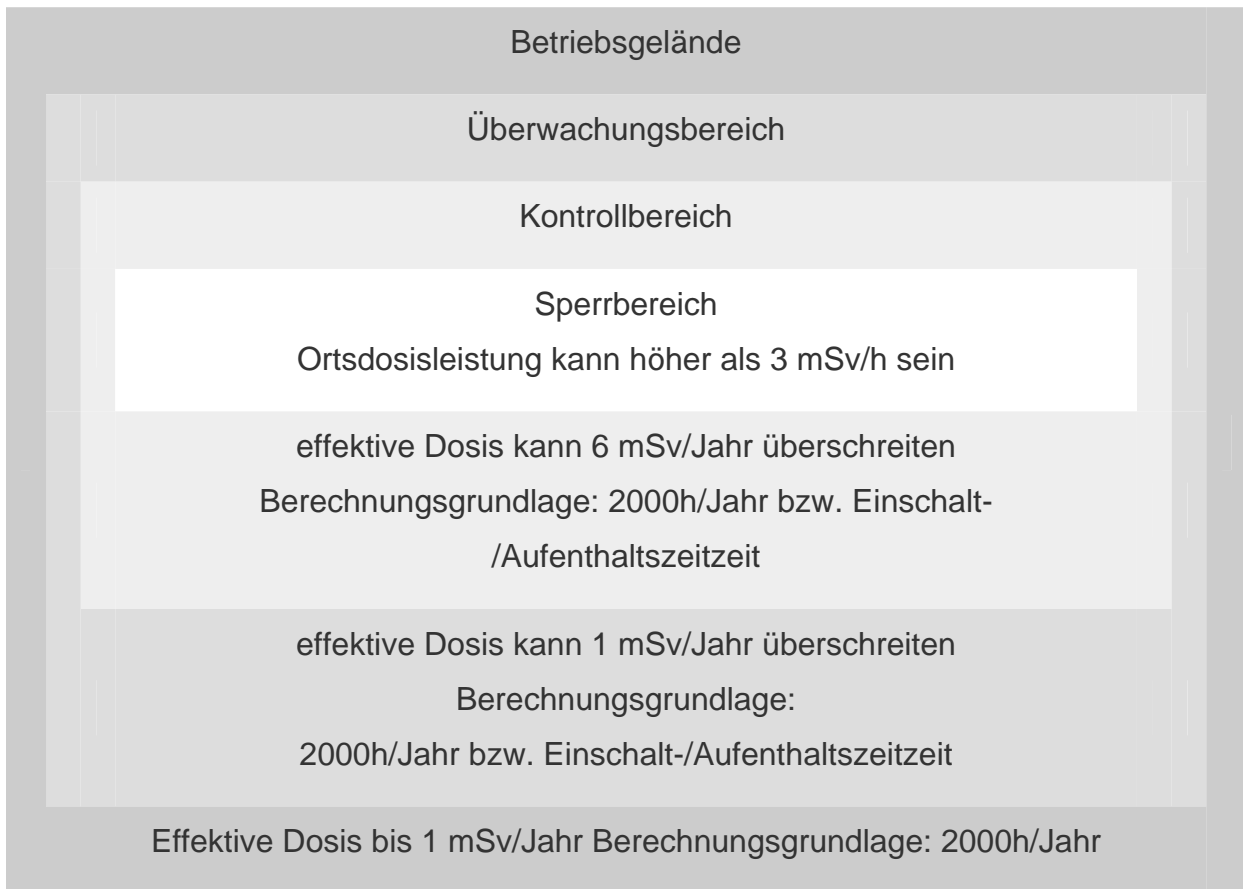 Betriebsgelände
Überwachungsbereich
Kontrollbereich
Sperrbereich
Ortsdosisleistung kann höher als 3 mSv/h sein
effektive Dosis kann 6 mSv/Jahr überschreiten
Berechnungsgrundlage: 2000h/Jahr bzw. Einschalt-
/Aufenthaltszeitzeit
effektive Dosis kann 1 mSv/Jahr überschreiten
Berechnungsgrundlage:
2000h/Jahr bzw. Einschalt-/Aufenthaltszeitzeit
Effektive Dosis bis 1 mSv/Jahr Berechnungsgrundlage: 2000h/Jahr